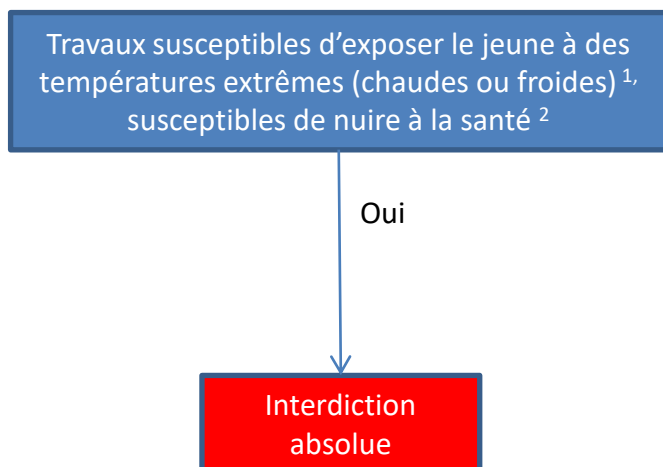 Travaux susceptibles d’exposer le jeune à des
températures extrêmes (chaudes ou froides) 1,
susceptibles de nuire à la santé 2
Oui
Interdiction
absolue